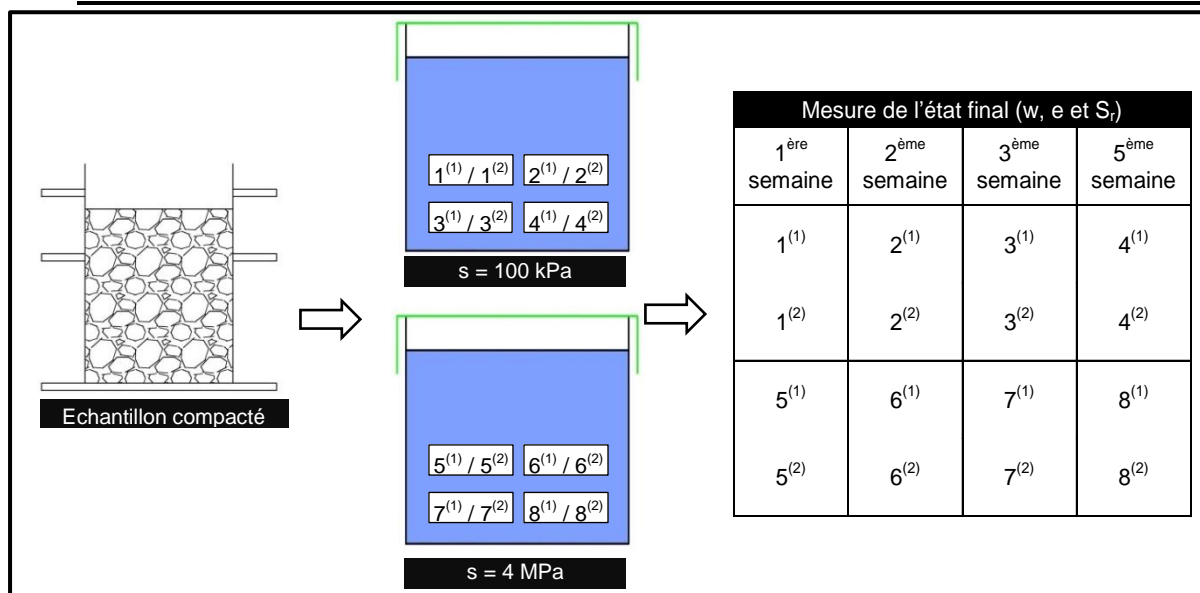 Echantillon compacté
1⁽¹⁾ / 1⁽²⁾ 2⁽¹⁾ / 2⁽²⁾
3⁽¹⁾ / 3⁽²⁾ 4⁽¹⁾ / 4⁽²⁾
s = 100 kPa
5⁽¹⁾ / 5⁽²⁾ 6⁽¹⁾ / 6⁽²⁾
7⁽¹⁾ / 7⁽²⁾ 8⁽¹⁾ / 8⁽²⁾
s = 4 MPa
Mesure de l'état final (w, e et Sᵣ)
1ère semaine 2ème semaine 3ème semaine 5ème semaine
1⁽¹⁾ 2⁽¹⁾ 3⁽¹⁾ 4⁽¹⁾
1⁽²⁾ 2⁽²⁾ 3⁽²⁾ 4⁽²⁾
5⁽¹⁾ 6⁽¹⁾ 7⁽¹⁾ 8⁽¹⁾
5⁽²⁾ 6⁽²⁾ 7⁽²⁾ 8⁽²⁾